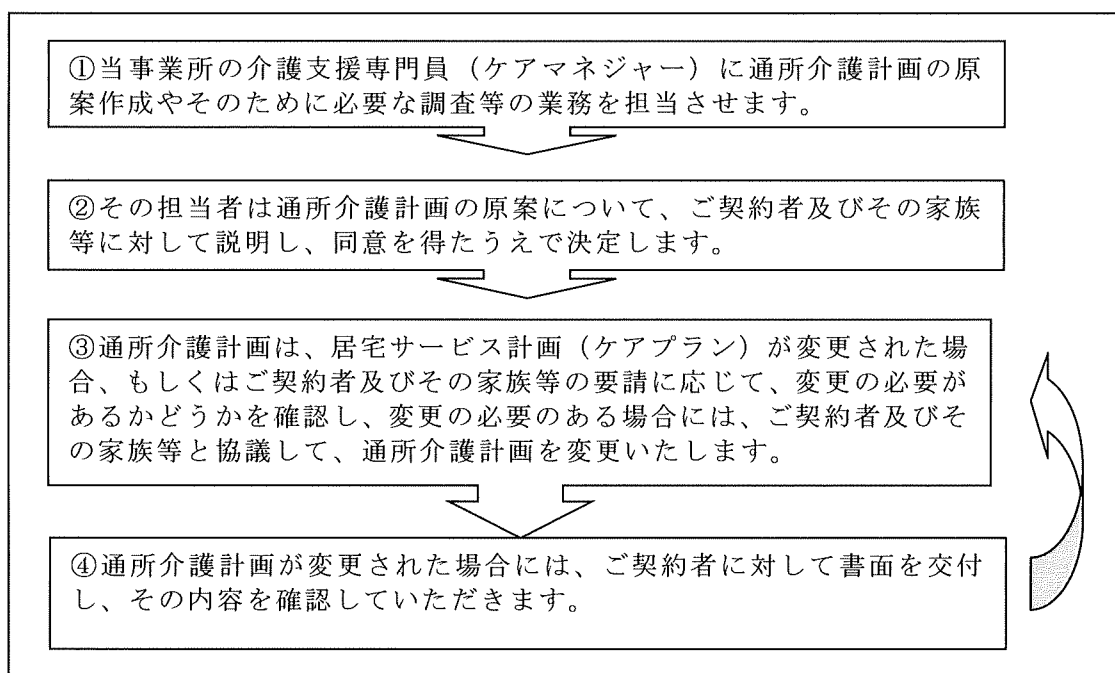 ①当事業所の介護支援専門員（ケアマネジャー）に通所介護計画の原
案作成やそのために必要な調査等の業務を担当させます。
②その担当者は通所介護計画の原案について、ご契約者及びその家族
等に対して説明し、同意を得たうえで決定します。
③通所介護計画は、居宅サービス計画（ケアプラン）が変更された場
合、もしくはご契約者及びその家族等の要請に応じて、変更の必要が
あるかどうかを確認し、変更の必要のある場合には、ご契約者及びそ
の家族等と協議して、通所介護計画を変更いたします。
④通所介護計画が変更された場合には、ご契約者に対して書面を交付
し、その内容を確認していただきます。